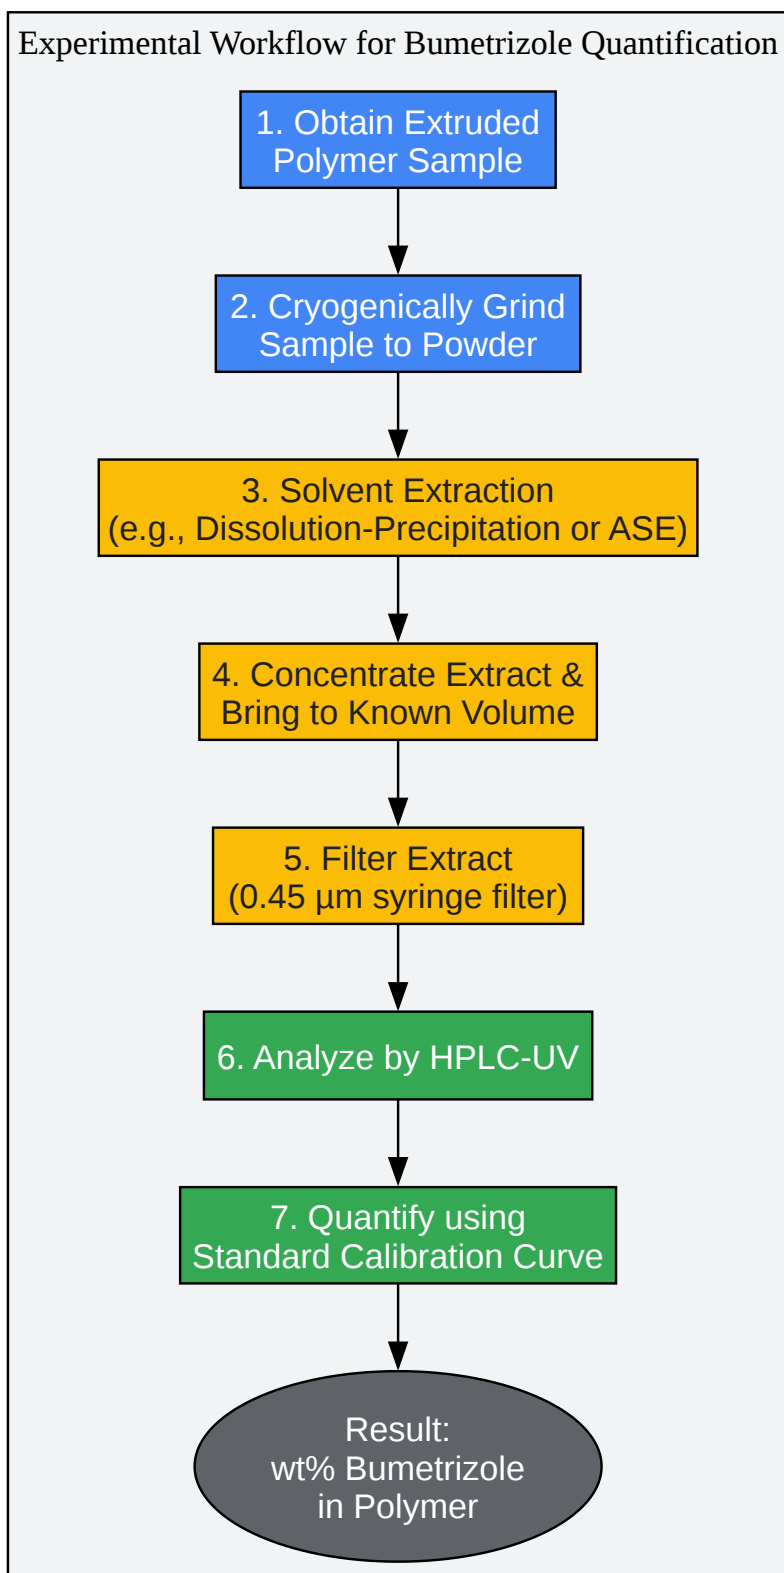 Experimental Workflow for Bumetrizole Quantification
1. Obtain Extruded
Polymer Sample
2. Cryogenically Grind
Sample to Powder
3. Solvent Extraction
(e.g., Dissolution-Precipitation or ASE)
4. Concentrate Extract &
Bring to Known Volume
5. Filter Extract
(0.45 µm syringe filter)
6. Analyze by HPLC-UV
7. Quantify using
Standard Calibration Curve
Result:
wt% Bumetrizole
in Polymer